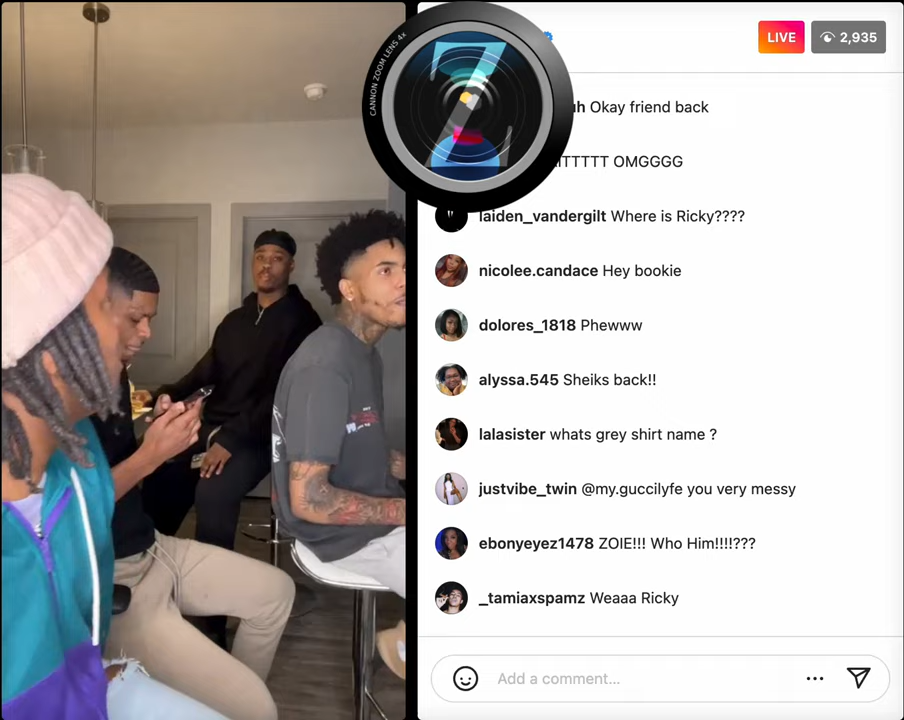 CANNON ZOOM LENS 4x
LIVE
2,935
Okay friend back
OMGGGG
laiden_vandergilt Where is Ricky????
nicolee.candace Hey bookie
dolores_1818 Phewww
alyssa.545 Sheiks back!!
lalasister whats grey shirt name ?
justvibe_twin @my.guccilyfe you very messy
ebonyeyez1478 ZOIE!!! Who Him!!!!???
_tamiaxspamz Weaaa Ricky
Add a comment...